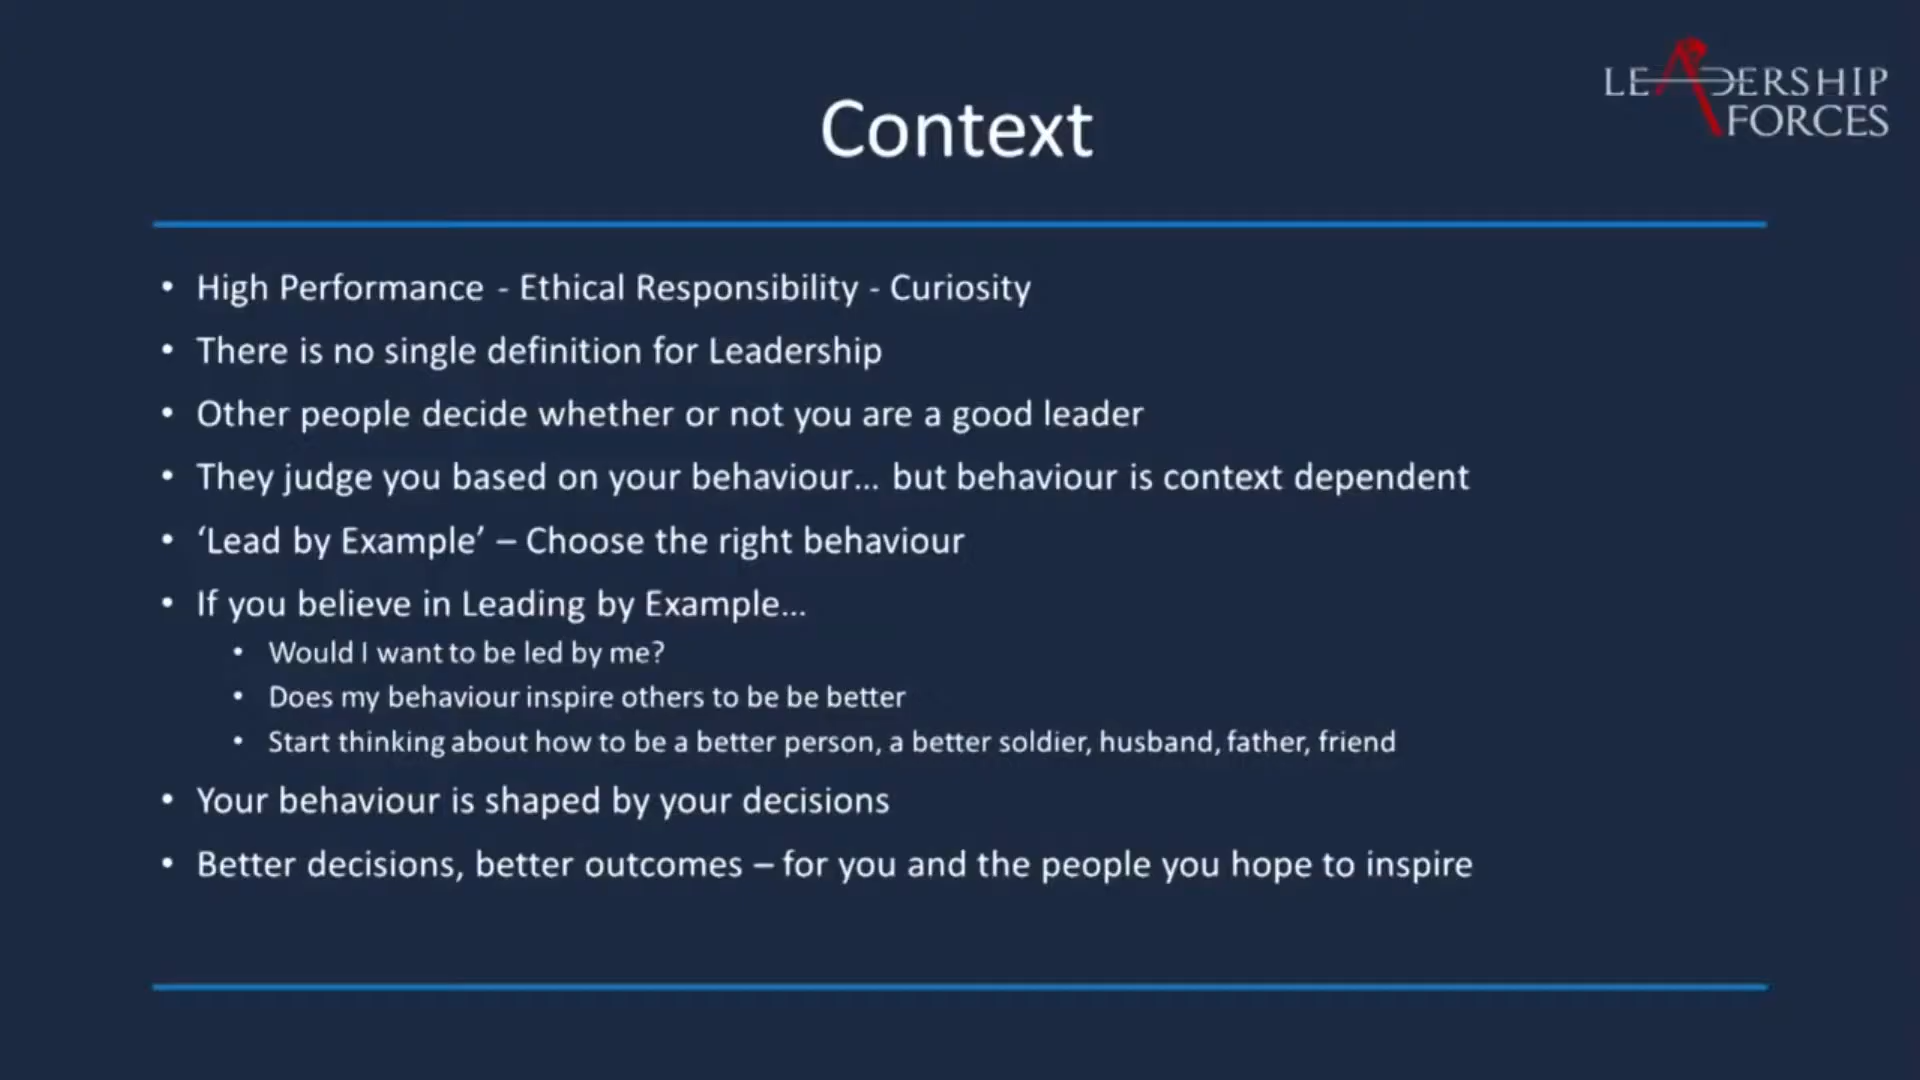 LEADERSHIP
FORCES
Context
• High Performance - Ethical Responsibility - Curiosity
• There is no single definition for Leadership
• Other people decide whether or not you are a good leader
• They judge you based on your behaviour... but behaviour is context dependent
• ‘Lead by Example’ – Choose the right behaviour
• If you believe in Leading by Example...
• Would I want to be led by me?
• Does my behaviour inspire others to be be better
• Start thinking about how to be a better person, a better soldier, husband, father, friend
• Your behaviour is shaped by your decisions
• Better decisions, better outcomes – for you and the people you hope to inspire